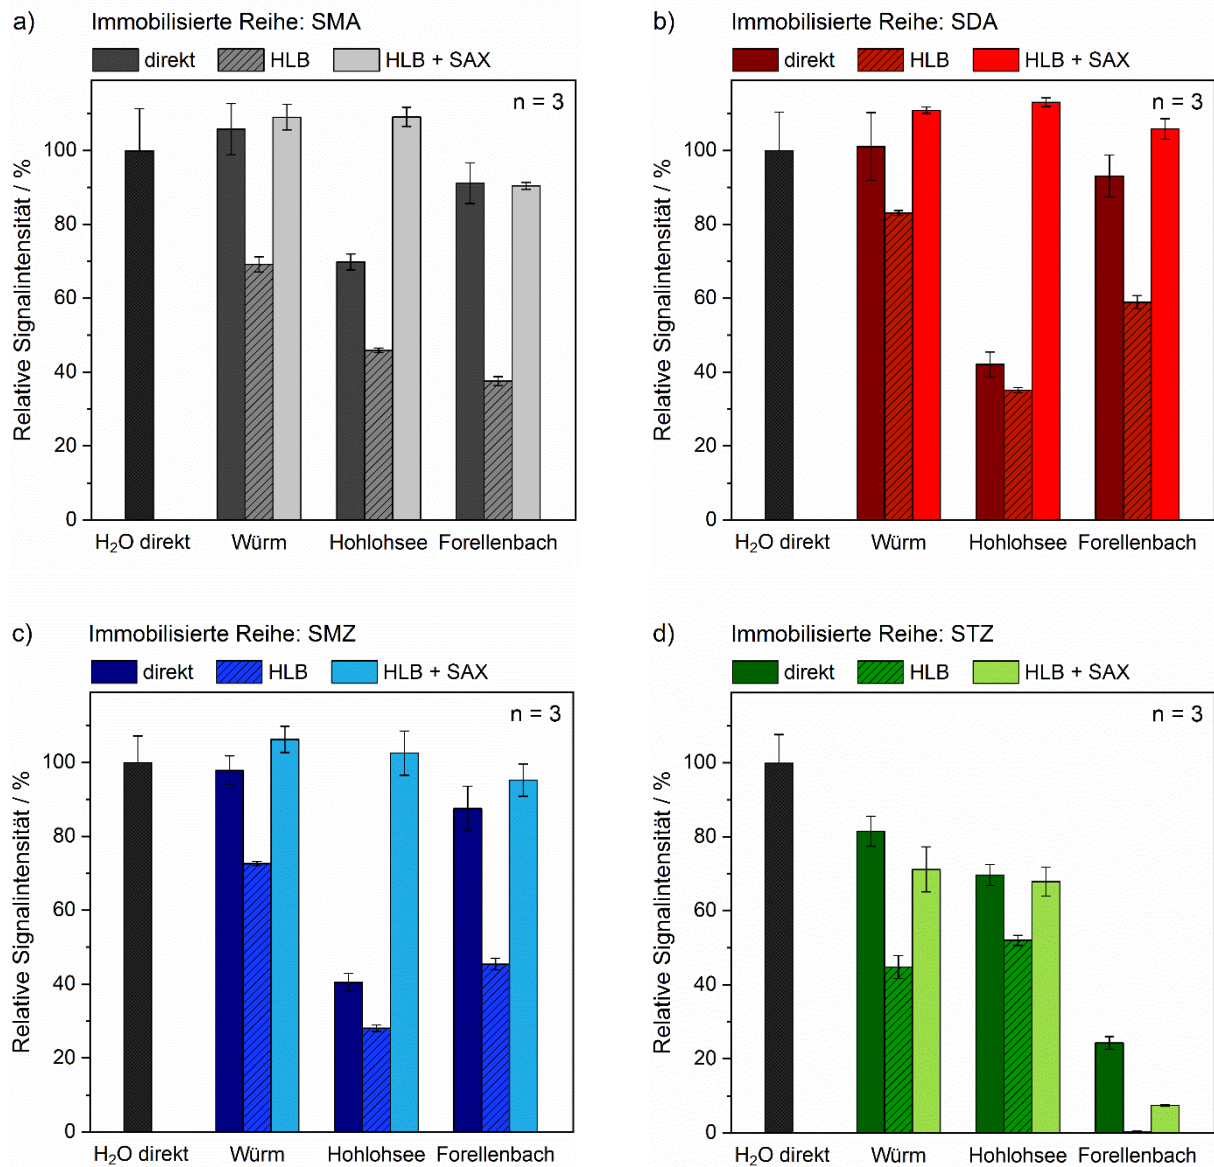 a) Immobilisierte Reihe: SMA
direkt HLB HLB + SAX
n = 3
Relative Signalintensität / %
100
80
60
40
20
0
H₂O direkt Würm Hohlohsee Forellenbach
b) Immobilisierte Reihe: SDA
direkt HLB HLB + SAX
n = 3
Relative Signalintensität / %
100
80
60
40
20
0
H₂O direkt Würm Hohlohsee Forellenbach
c) Immobilisierte Reihe: SMZ
direkt HLB HLB + SAX
n = 3
Relative Signalintensität / %
100
80
60
40
20
0
H₂O direkt Würm Hohlohsee Forellenbach
d) Immobilisierte Reihe: STZ
direkt HLB HLB + SAX
n = 3
Relative Signalintensität / %
100
80
60
40
20
0
H₂O direkt Würm Hohlohsee Forellenbach